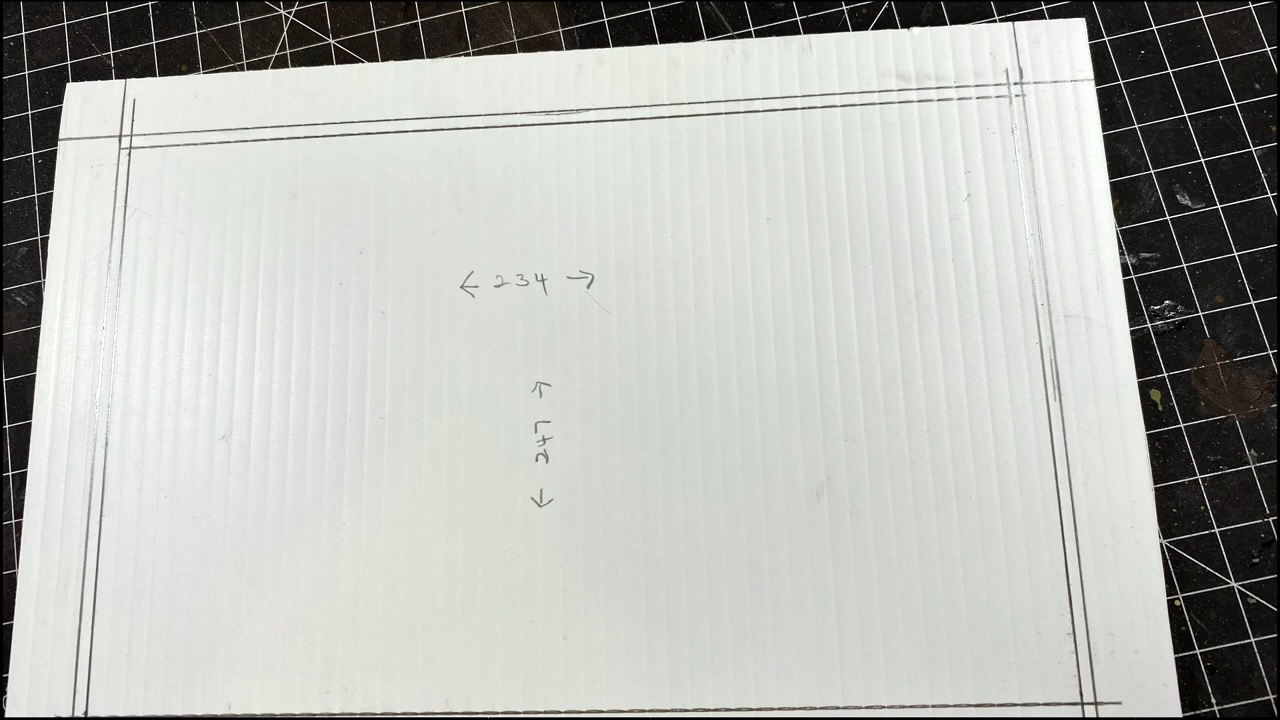 ← 234 →
← 247 →